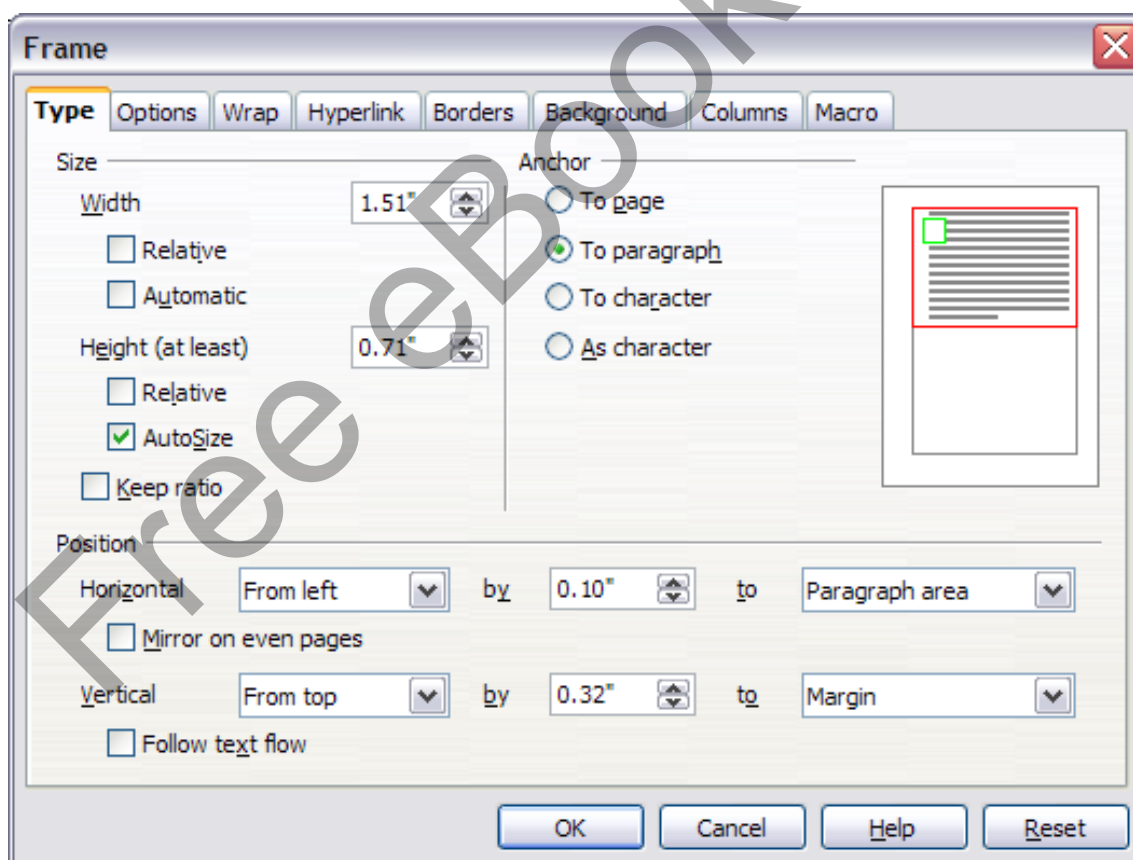 Frame
Type Options Wrap Hyperlink Borders Background Columns Macro
Size
Width 1.51"
Relative
Automatic
Height (at least) 0.71"
Relative
AutoSize
Keep ratio
Anchor
To page
To paragraph
To character
As character
Position
Horizontal From left by 0.10" to Paragraph area
Mirror on even pages
Vertical From top by 0.32" to Margin
Follow text flow
OK Cancel Help Reset
Free eBook